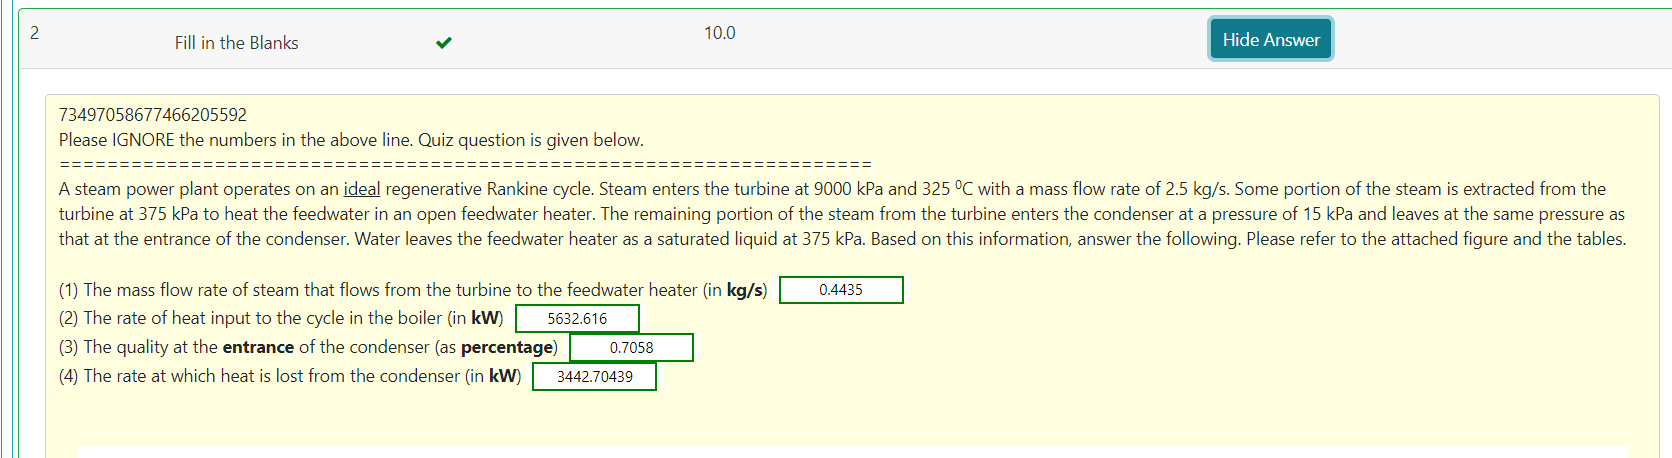 2 Fill in the Blanks ✔ 10.0 Hide Answer
73497058677466205592
Please IGNORE the numbers in the above line. Quiz question is given below.
====================================================================
A steam power plant operates on an ideal regenerative Rankine cycle. Steam enters the turbine at 9000 kPa and 325 ⁰C with a mass flow rate of 2.5 kg/s. Some portion of the steam is extracted from the
turbine at 375 kPa to heat the feedwater in an open feedwater heater. The remaining portion of the steam from the turbine enters the condenser at a pressure of 15 kPa and leaves at the same pressure as
that at the entrance of the condenser. Water leaves the feedwater heater as a saturated liquid at 375 kPa. Based on this information, answer the following. Please refer to the attached figure and the tables.
(1) The mass flow rate of steam that flows from the turbine to the feedwater heater (in kg/s) 0.4435
(2) The rate of heat input to the cycle in the boiler (in kW) 5632.616
(3) The quality at the entrance of the condenser (as percentage) 0.7058
(4) The rate at which heat is lost from the condenser (in kW) 3442.70439